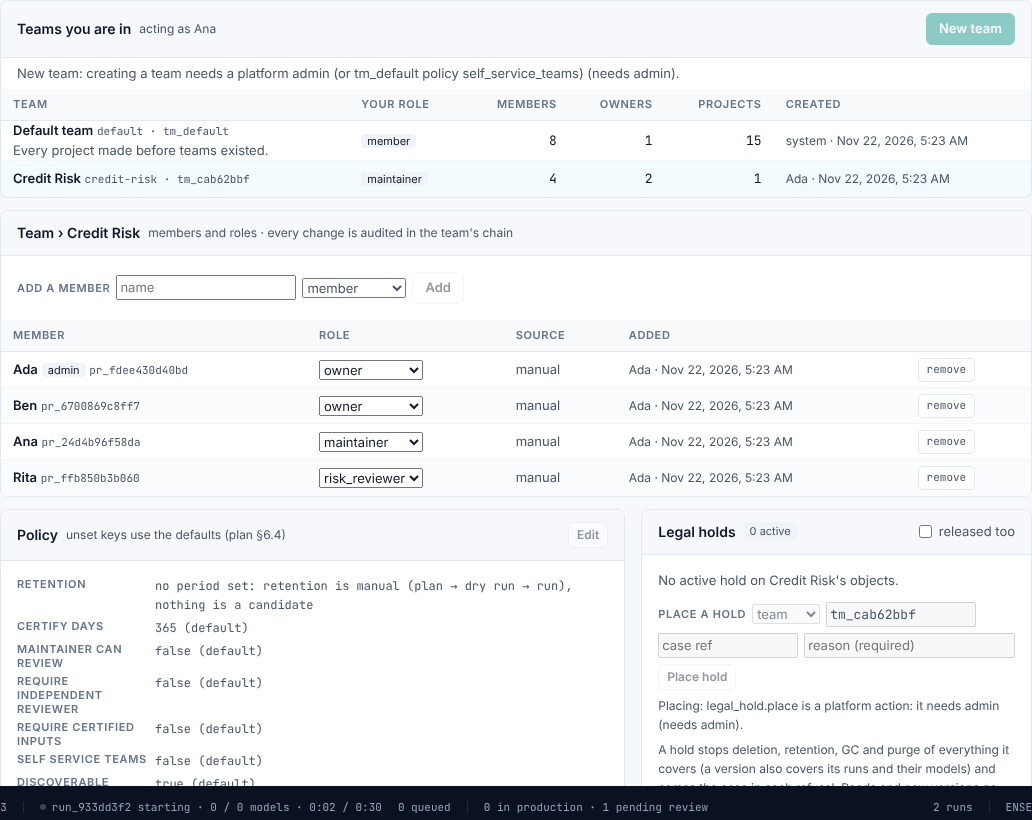 Teams you are in acting as Ana New team
New team: creating a team needs a platform admin (or tm_default policy self_service_teams) (needs admin).
TEAM YOUR ROLE MEMBERS OWNERS PROJECTS CREATED
Default team default · tm_default member 8 1 15 system · Nov 22, 2026, 5:23 AM
Every project made before teams existed.
Credit Risk credit-risk · tm_cab62bbf maintainer 4 2 1 Ada · Nov 22, 2026, 5:23 AM
Team › Credit Risk members and roles · every change is audited in the team's chain
ADD A MEMBER name member Add
MEMBER ROLE SOURCE ADDED
Ada admin pr_fdee430d40bd owner manual Ada · Nov 22, 2026, 5:23 AM remove
Ben pr_6700869c8ff7 owner manual Ada · Nov 22, 2026, 5:23 AM remove
Ana pr_24d4b96f58da maintainer manual Ada · Nov 22, 2026, 5:23 AM remove
Rita pr_ffb850b3b060 risk_reviewer manual Ada · Nov 22, 2026, 5:23 AM remove
Policy unset keys use the defaults (plan §6.4) Edit
RETENTION no period set: retention is manual (plan → dry run → run),
nothing is a candidate
CERTIFY DAYS 365 (default)
MAINTAINER CAN
REVIEW
false (default)
REQUIRE
INDEPENDENT
REVIEWER
false (default)
REQUIRE CERTIFIED
INPUTS
false (default)
SELF SERVICE TEAMS false (default)
DISCOVERABLE true (default)
Legal holds 0 active released too
No active hold on Credit Risk's objects.
PLACE A HOLD team tm_cab62bbf
case ref reason (required)
Place hold
Placing: legal_hold.place is a platform action: it needs admin
(needs admin).
A hold stops deletion, retention, GC and purge of everything it
covers (a version also covers its runs and their models) and
3 run_933dd3f2 starting · 0 / 0 models · 0:02 / 0:30 0 queued 0 in production · 1 pending review 2 runs ENSE